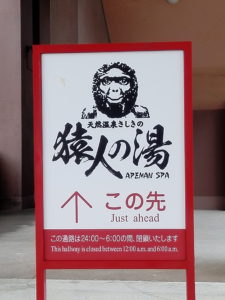 天然温泉さしきの
猿人の湯
APEMAN SPA
↑ この先
Just ahead
この通路は24:00～6:00の間、閉鎖いたします
This hallway is closed between 12:00 a.m. and 6:00 a.m.